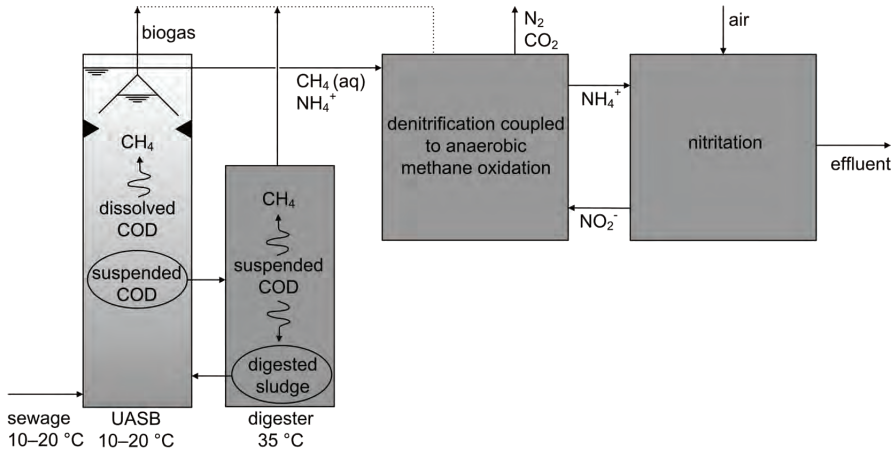 biogas
N2
CO2
air
CH4 (aq)
NH4+
denitrification coupled
to anaerobic
methane oxidation
NH4+
NO2-
nitritation
effluent
CH4
dissolved
COD
suspended
COD
CH4
suspended
COD
digested
sludge
sewage
10–20 °C
UASB
10–20 °C
digester
35 °C